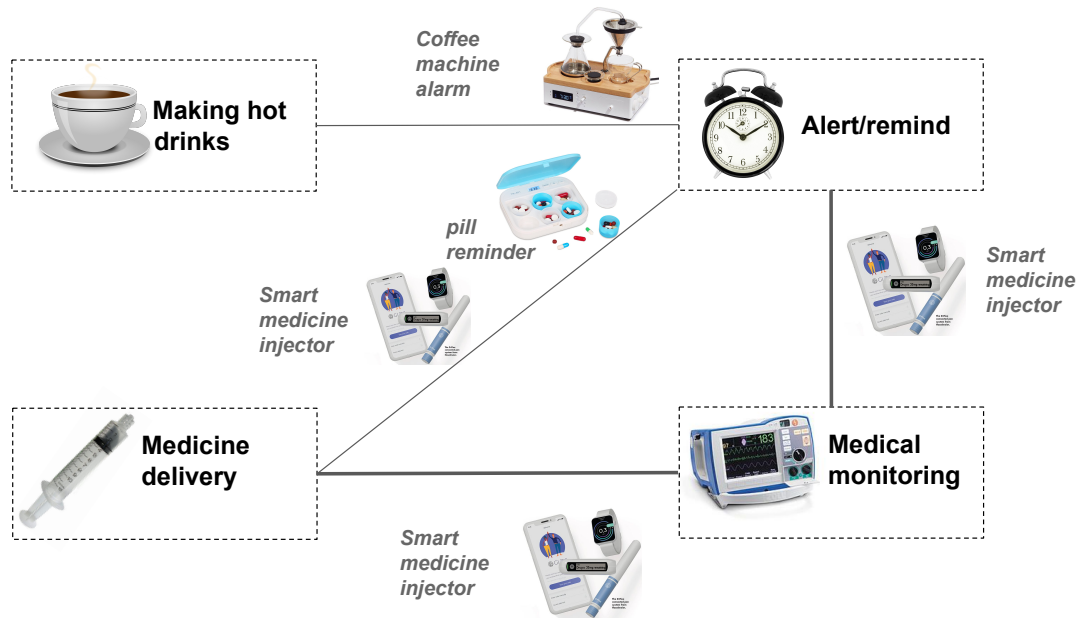 Coffee
machine
alarm
Making hot
drinks
Alert/remind
pill
reminder
Smart
medicine
injector
Smart
medicine
injector
Medicine
delivery
Medical
monitoring
183
Smart
medicine
injector